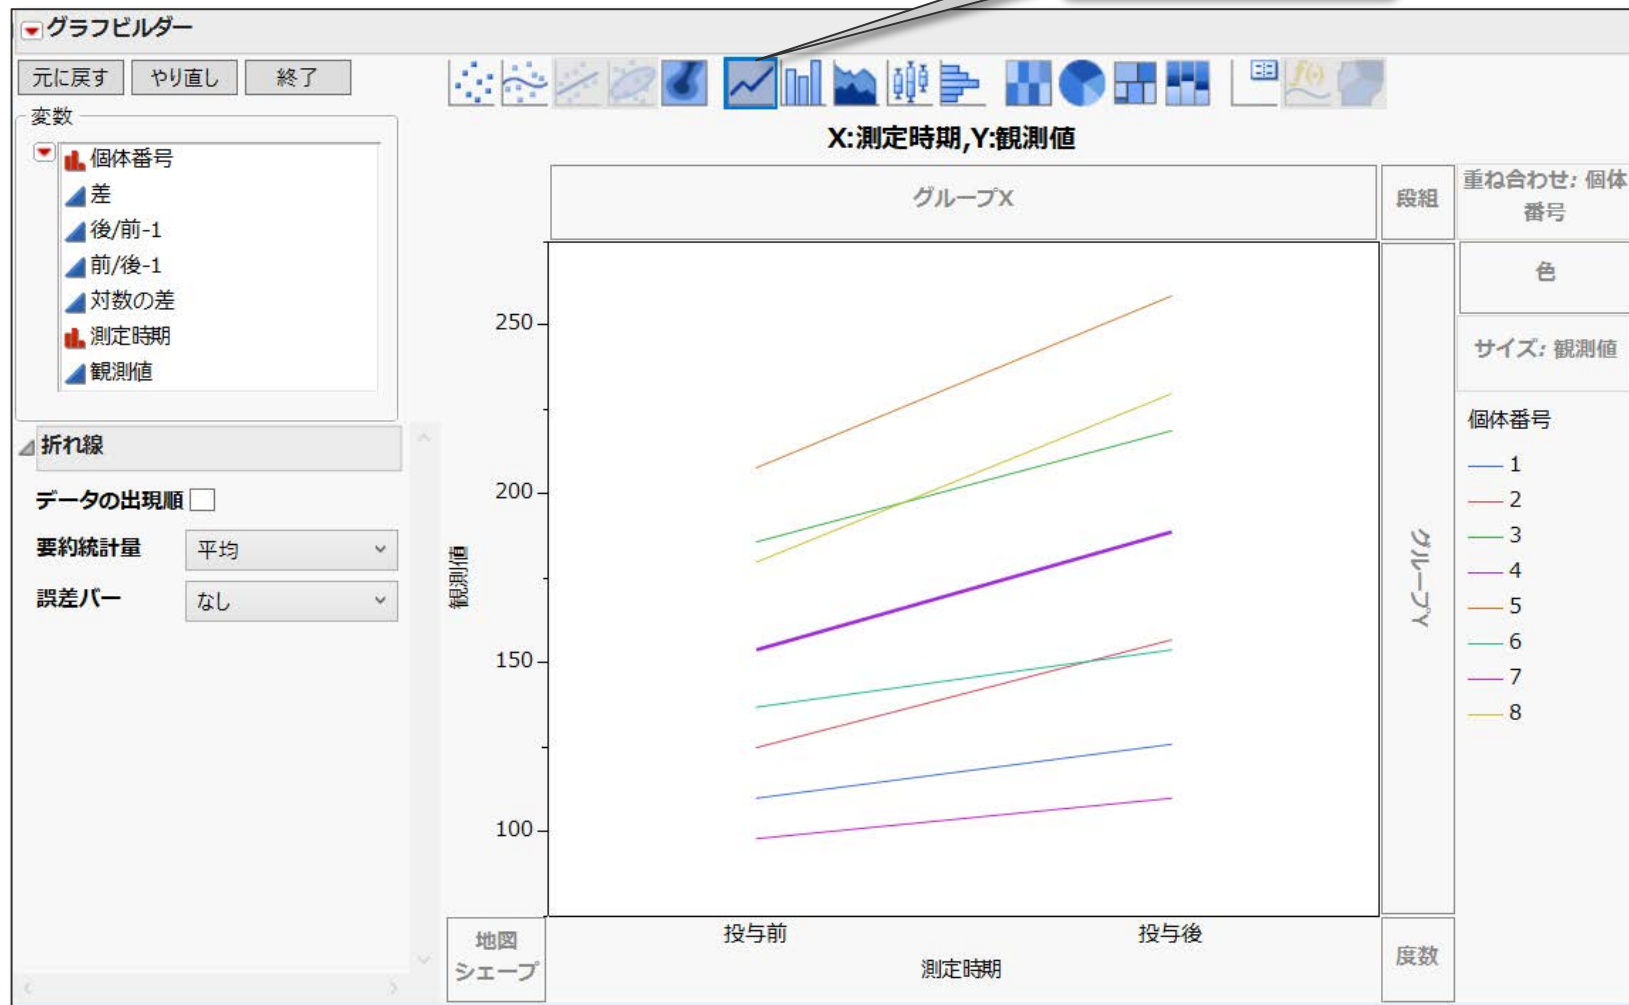 グラフビルダー
元に戻す
やり直し
終了
変数
個体番号
差
後/前-1
前/後-1
対数の差
測定時期
観測値
折れ線
データの出現順
要約統計量
平均
誤差バー
なし
X:測定時期,Y:観測値
グループX
段組
重ね合わせ: 個体
番号
色
サイズ: 観測値
250
200
150
100
観測値
グループY
個体番号
1
2
3
4
5
6
7
8
投与前
投与後
測定時期
地図
シェープ
度数